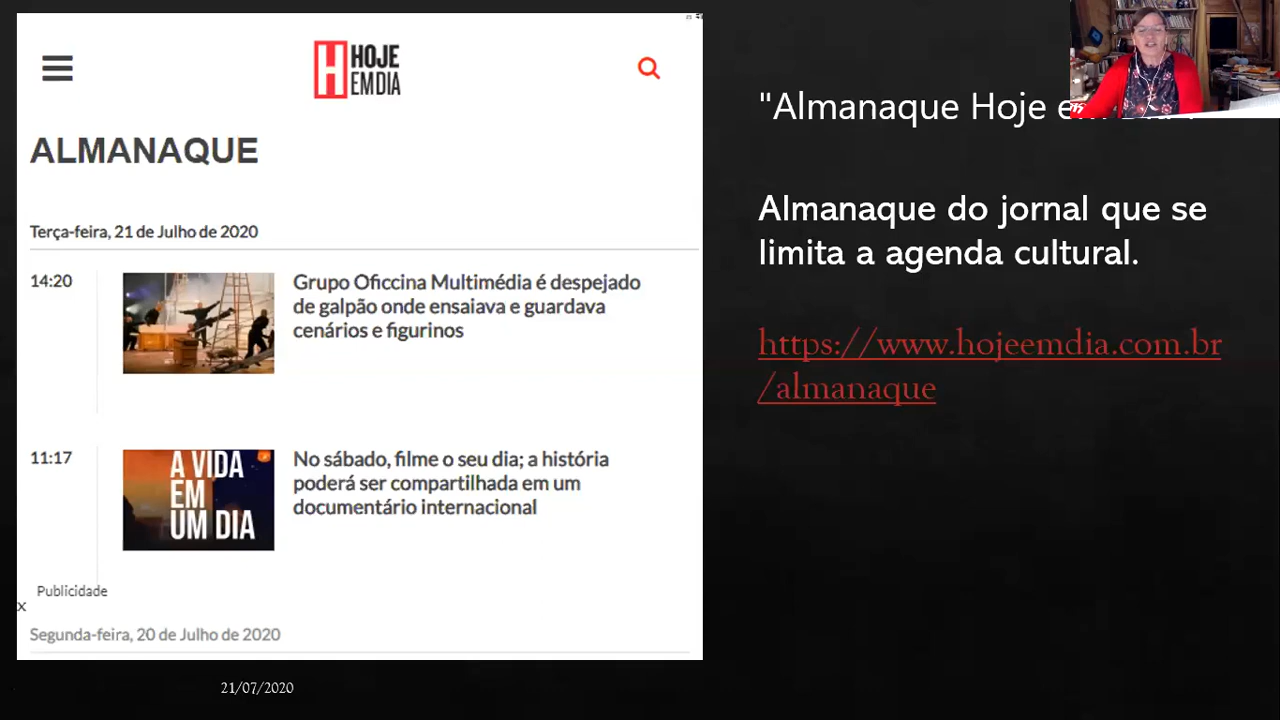 HOJE
EM DIA
ALMANAQUE
Terça-feira, 21 de Julho de 2020
14:20
Grupo Oficcina Multimédia é despejado
de galpão onde ensaiava e guardava
cenários e figurinos
11:17
A VIDA
EM
UM DIA
No sábado, filme o seu dia; a história
poderá ser compartilhada em um
documentário internacional
Publicidade
x
Segunda-feira, 20 de Julho de 2020
21/07/2020
"Almanaque Hoje
Almanaque do jornal que se
limita a agenda cultural.
https://www.hojeemdia.com.br
/almanaque